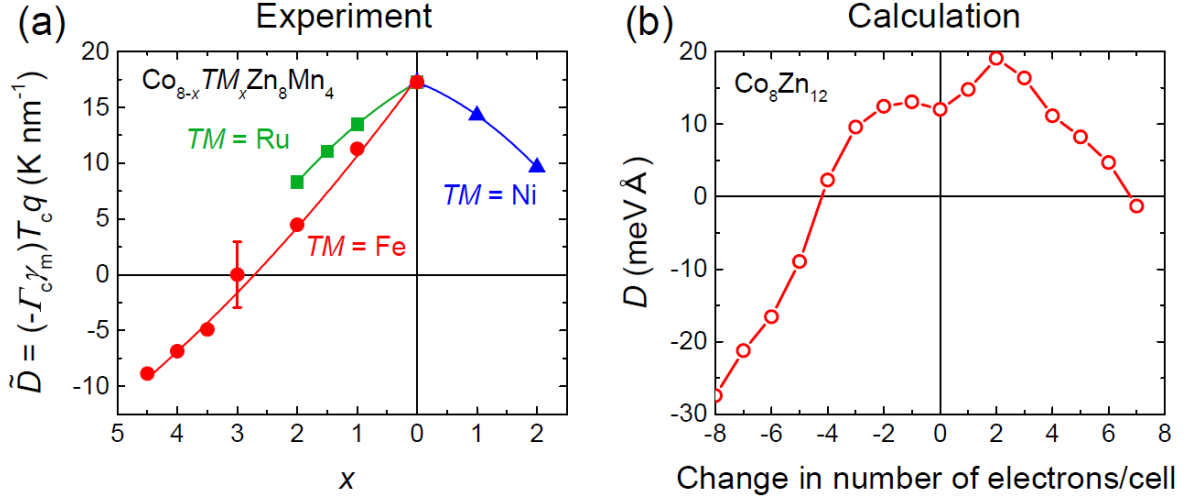 (a) Experiment
D̃ = (-Γcγm)Tcq (K nm-1)
20
15
10
5
0
-5
-10
Co8-xTMxZn8Mn4
TM = Ru
TM = Ni
TM = Fe
5 4 3 2 1 0 1 2
x
(b) Calculation
D (meV Å)
20
10
0
-10
-20
-30
Co8Zn12
-8 -6 -4 -2 0 2 4 6 8
Change in number of electrons/cell